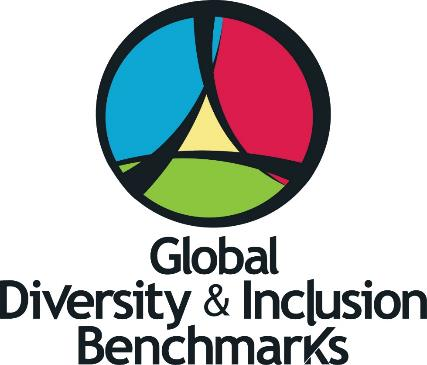 Global
Diversity & Inclusion
Benchmarks